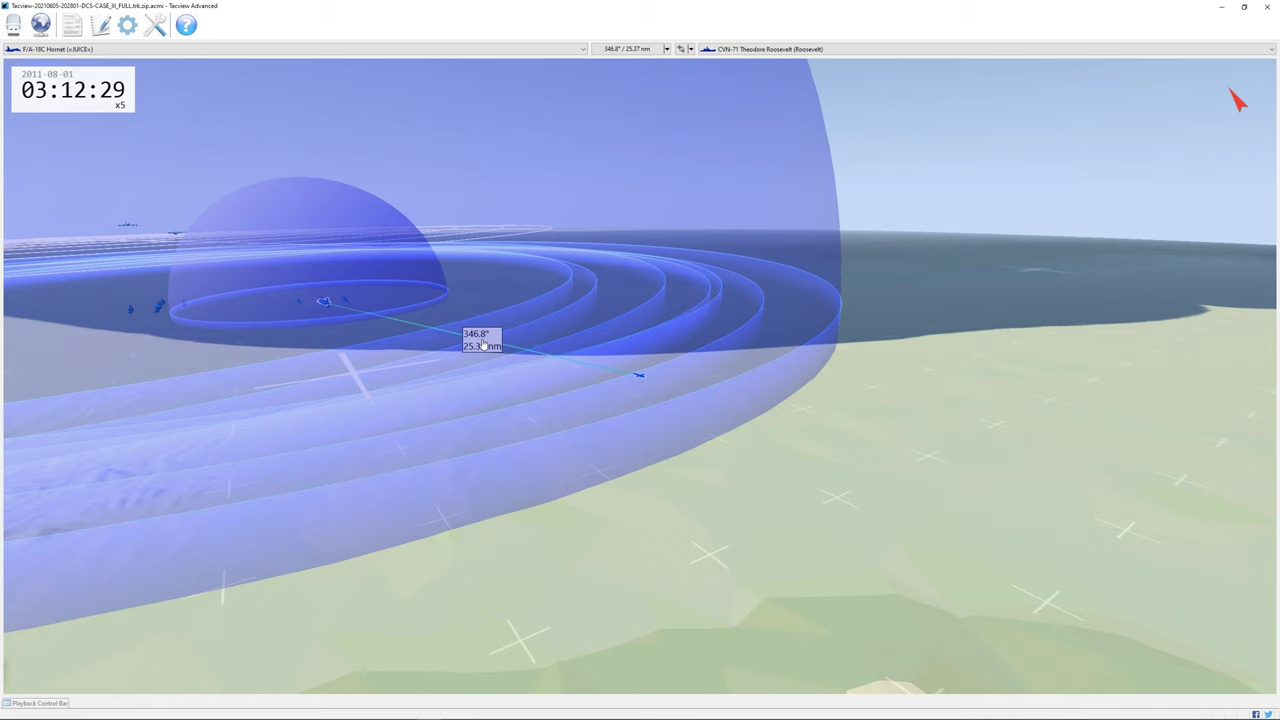 Tacview-20210605-202801-DCS-CASE_III_FULL.trk.zip.acmi - Tacview Advanced
F/A-18C Hornet (»JUICE«)
346.8° / 25.37 nm
CVN-71 Theodore Roosevelt (Roosevelt)
2011-08-01
03:12:29
x5
346.8°
nm
Playback Control Bar